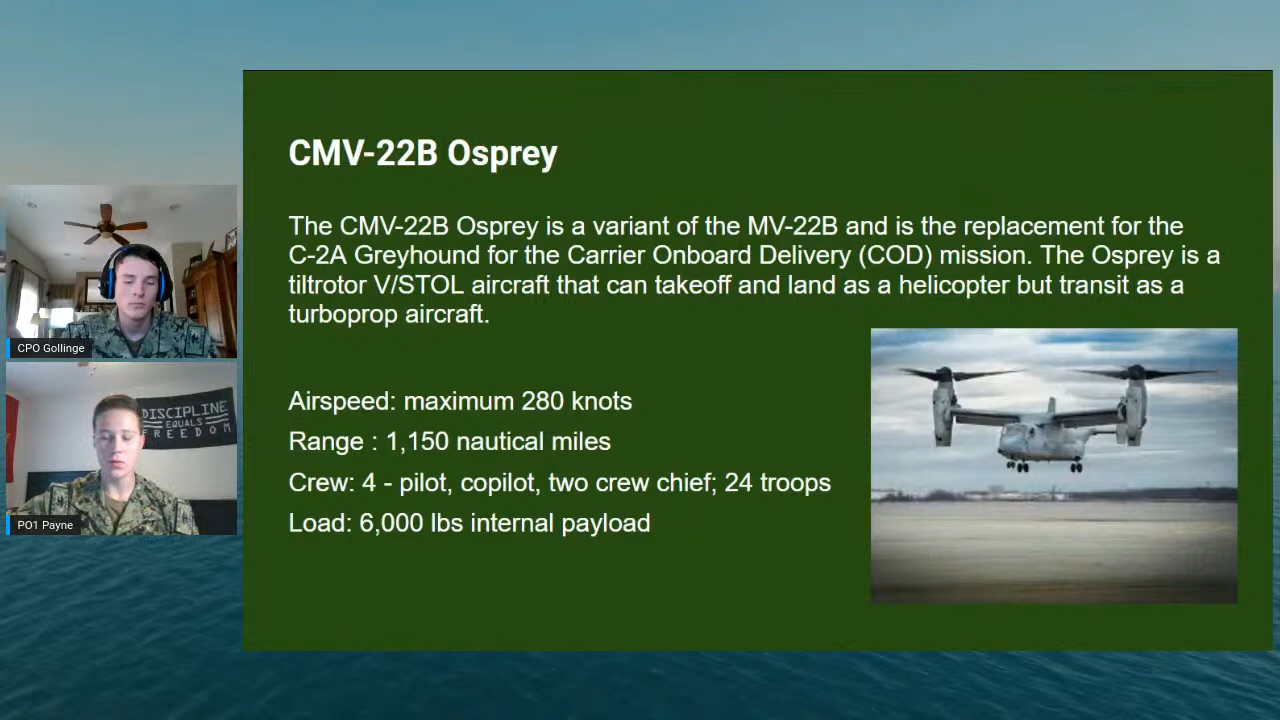 CMV-22B Osprey
The CMV-22B Osprey is a variant of the MV-22B and is the replacement for the
C-2A Greyhound for the Carrier Onboard Delivery (COD) mission. The Osprey is a
tiltrotor V/STOL aircraft that can takeoff and land as a helicopter but transit as a
turboprop aircraft.
Airspeed: maximum 280 knots
Range : 1,150 nautical miles
Crew: 4 - pilot, copilot, two crew chief; 24 troops
Load: 6,000 lbs internal payload
CPO Gollinge
DISCIPLINE
EQUALS
FREEDOM
PO1 Payne